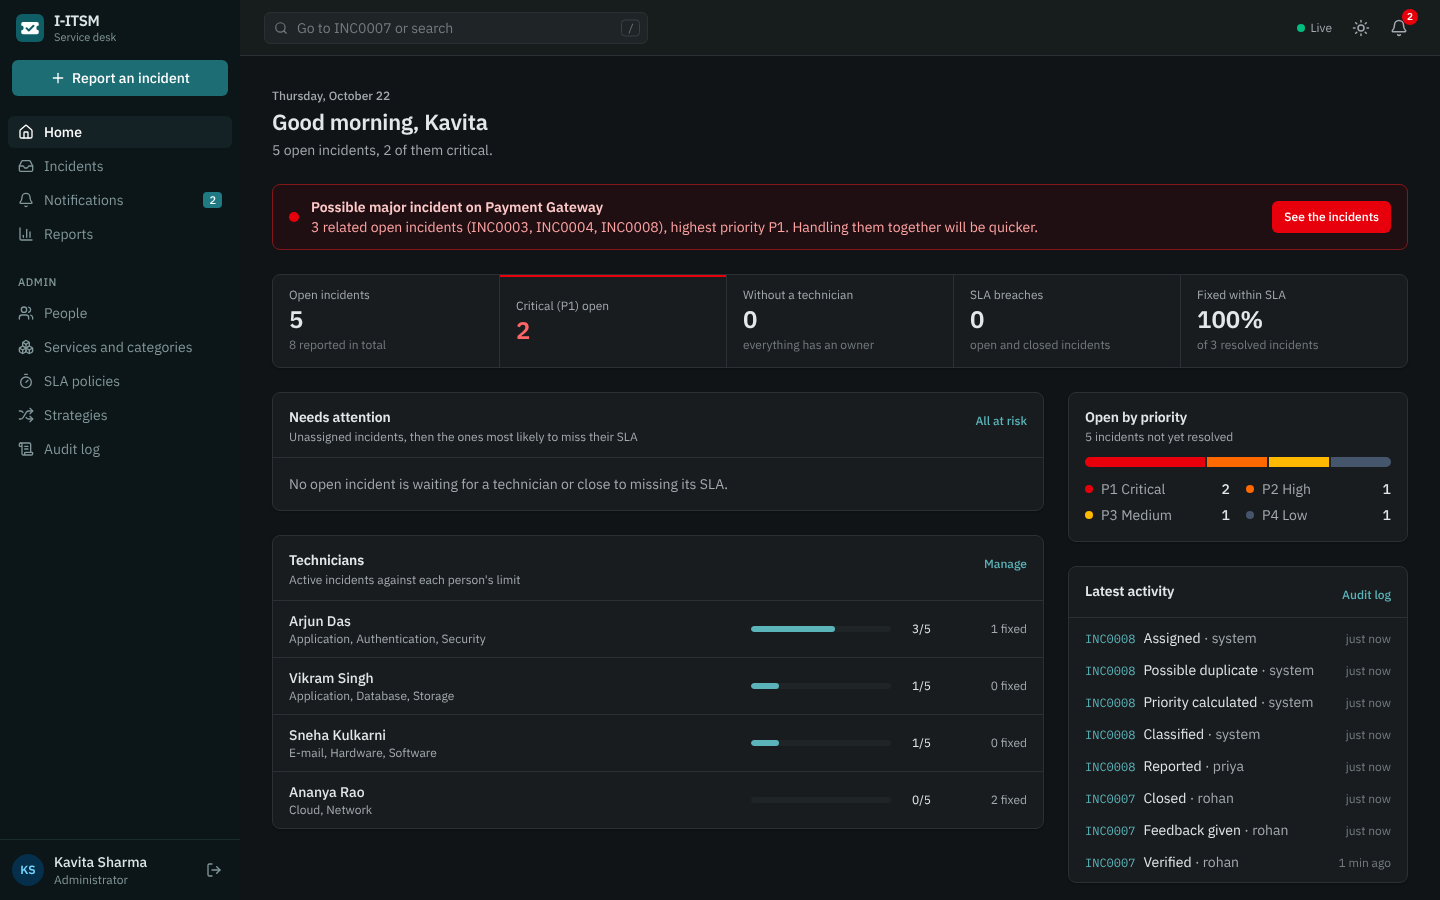 I-ITSM
Service desk
Report an incident
Home
Incidents
Notifications 2
Reports
ADMIN
People
Services and categories
SLA policies
Strategies
Audit log
KS
Kavita Sharma
Administrator
Go to INC0007 or search /
Live
2
Thursday, October 22
Good morning, Kavita
5 open incidents, 2 of them critical.
Possible major incident on Payment Gateway
3 related open incidents (INC0003, INC0004, INC0008), highest priority P1. Handling them together will be quicker.
See the incidents
Open incidents
5
8 reported in total
Critical (P1) open
2
Without a technician
0
everything has an owner
SLA breaches
0
open and closed incidents
Fixed within SLA
100%
of 3 resolved incidents
Needs attention
Unassigned incidents, then the ones most likely to miss their SLA
All at risk
No open incident is waiting for a technician or close to missing its SLA.
Technicians
Active incidents against each person's limit
Manage
Arjun Das
Application, Authentication, Security
3/5 1 fixed
Vikram Singh
Application, Database, Storage
1/5 0 fixed
Sneha Kulkarni
E-mail, Hardware, Software
1/5 0 fixed
Ananya Rao
Cloud, Network
0/5 2 fixed
Open by priority
5 incidents not yet resolved
P1 Critical 2 P2 High 1
P3 Medium 1 P4 Low 1
Latest activity
Audit log
INC0008 Assigned · system just now
INC0008 Possible duplicate · system just now
INC0008 Priority calculated · system just now
INC0008 Classified · system just now
INC0008 Reported · priya just now
INC0007 Closed · rohan just now
INC0007 Feedback given · rohan just now
INC0007 Verified · rohan 1 min ago